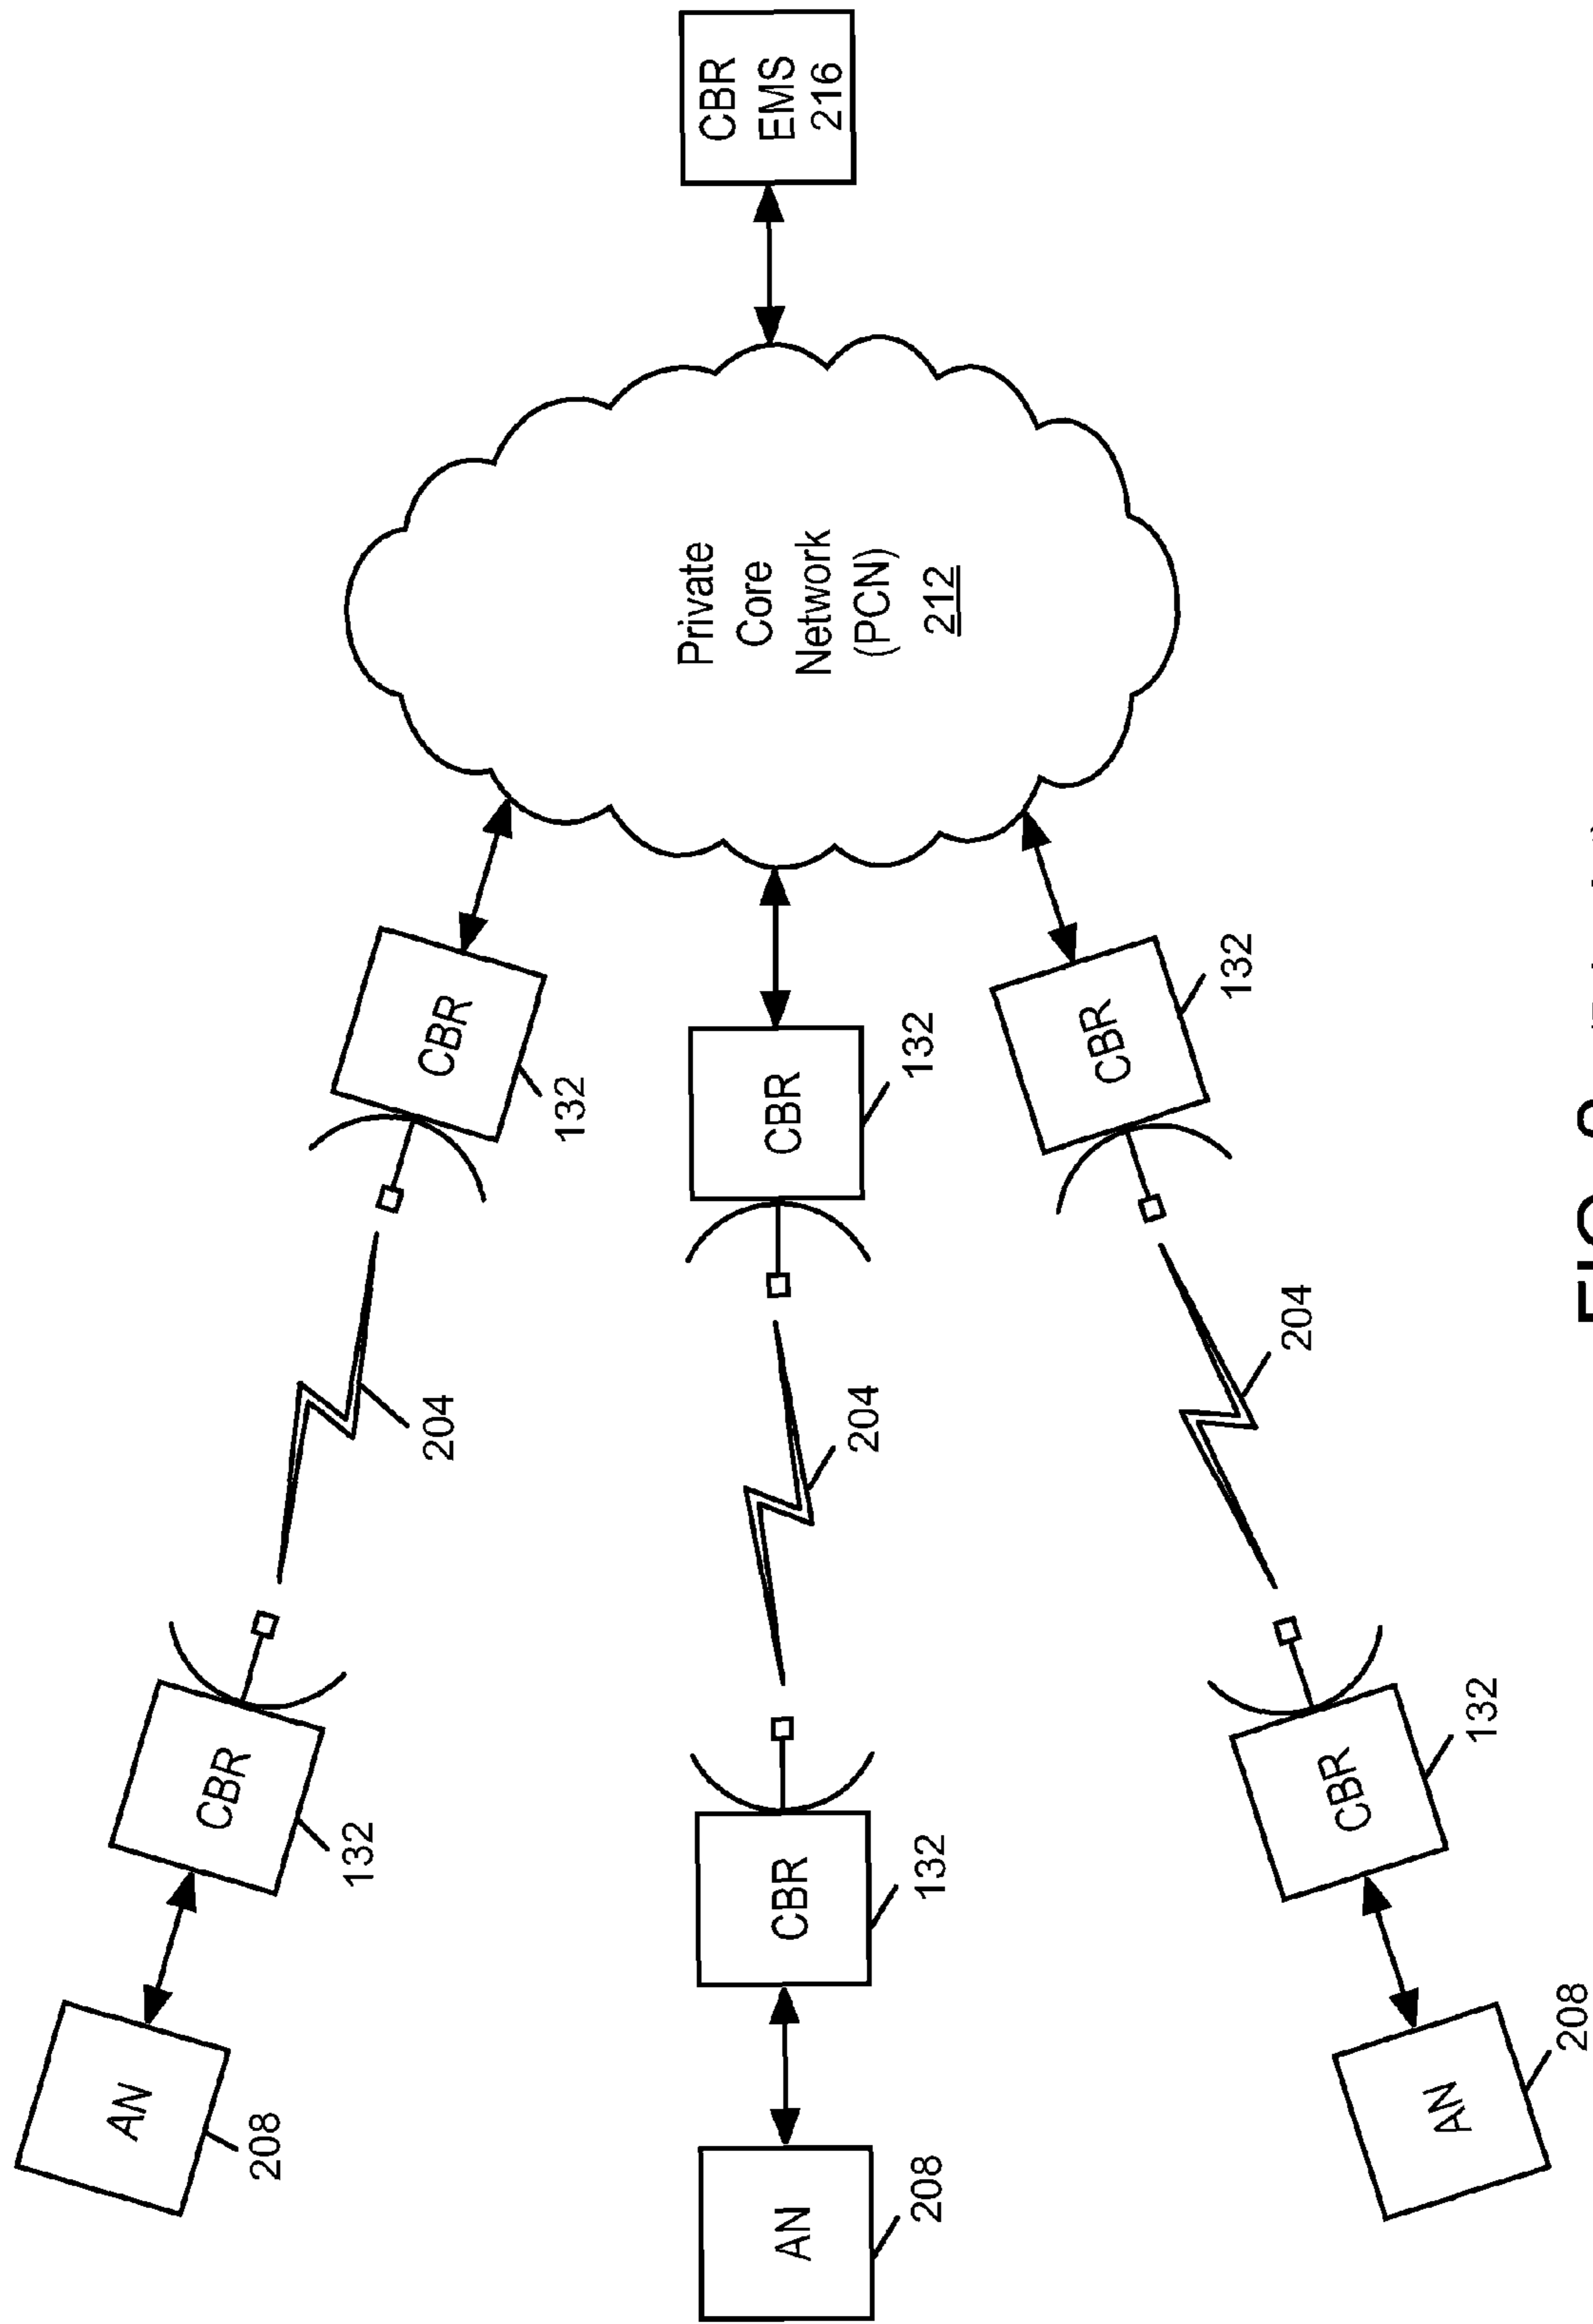 AN
208
CBR
132
204
CBR
132
AN
208
CBR
132
204
CBR
132
Private
Core
Network
(PCN)
212
CBR
EMS
216
AN
208
CBR
132
204
CBR
132